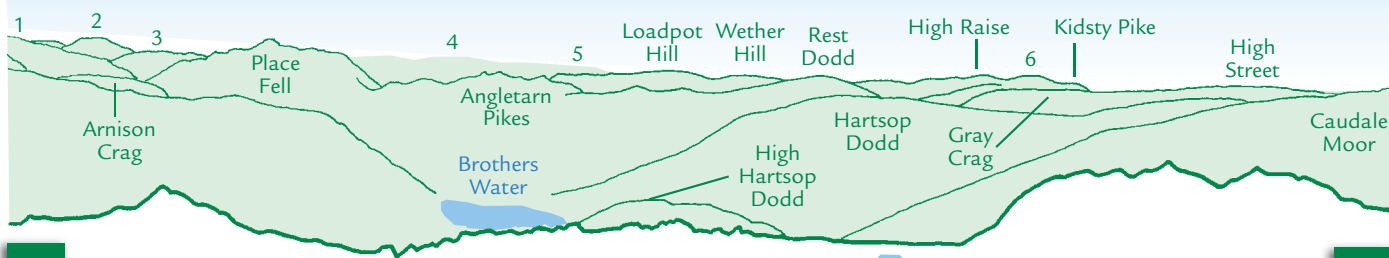 1
2
3
Place
Fell
Arnison
Crag
4
5
Angletarn
Pikes
Brothers
Water
Loadpot
Hill
Wether
Hill
Rest
Dodd
High
Hartsop
Dodd
Hartsop
Dodd
High Raise
6
Kidsty Pike
Gray
Crag
High
Street
Caudale
Moor